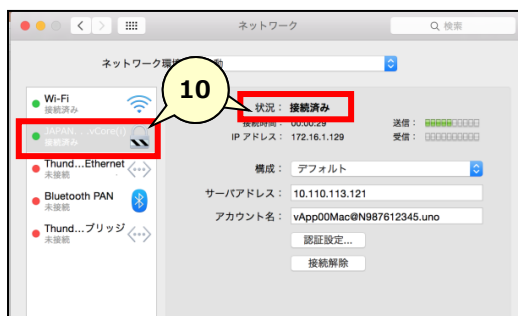 ネットワーク
検索
ネットワーク環
10
Wi-Fi
接続済み
JAPAN...vCore(i)
接続済み
Thund...Ethernet
未接続
Bluetooth PAN
未接続
Thund...ブリッジ
未接続
状況： 接続済み
接続時間： 00:00:29
IP アドレス： 172.16.1.129
送信：
受信：
構成： デフォルト
サーバアドレス： 10.110.113.121
アカウント名： vApp00Mac@N987612345.uno
認証設定...
接続解除